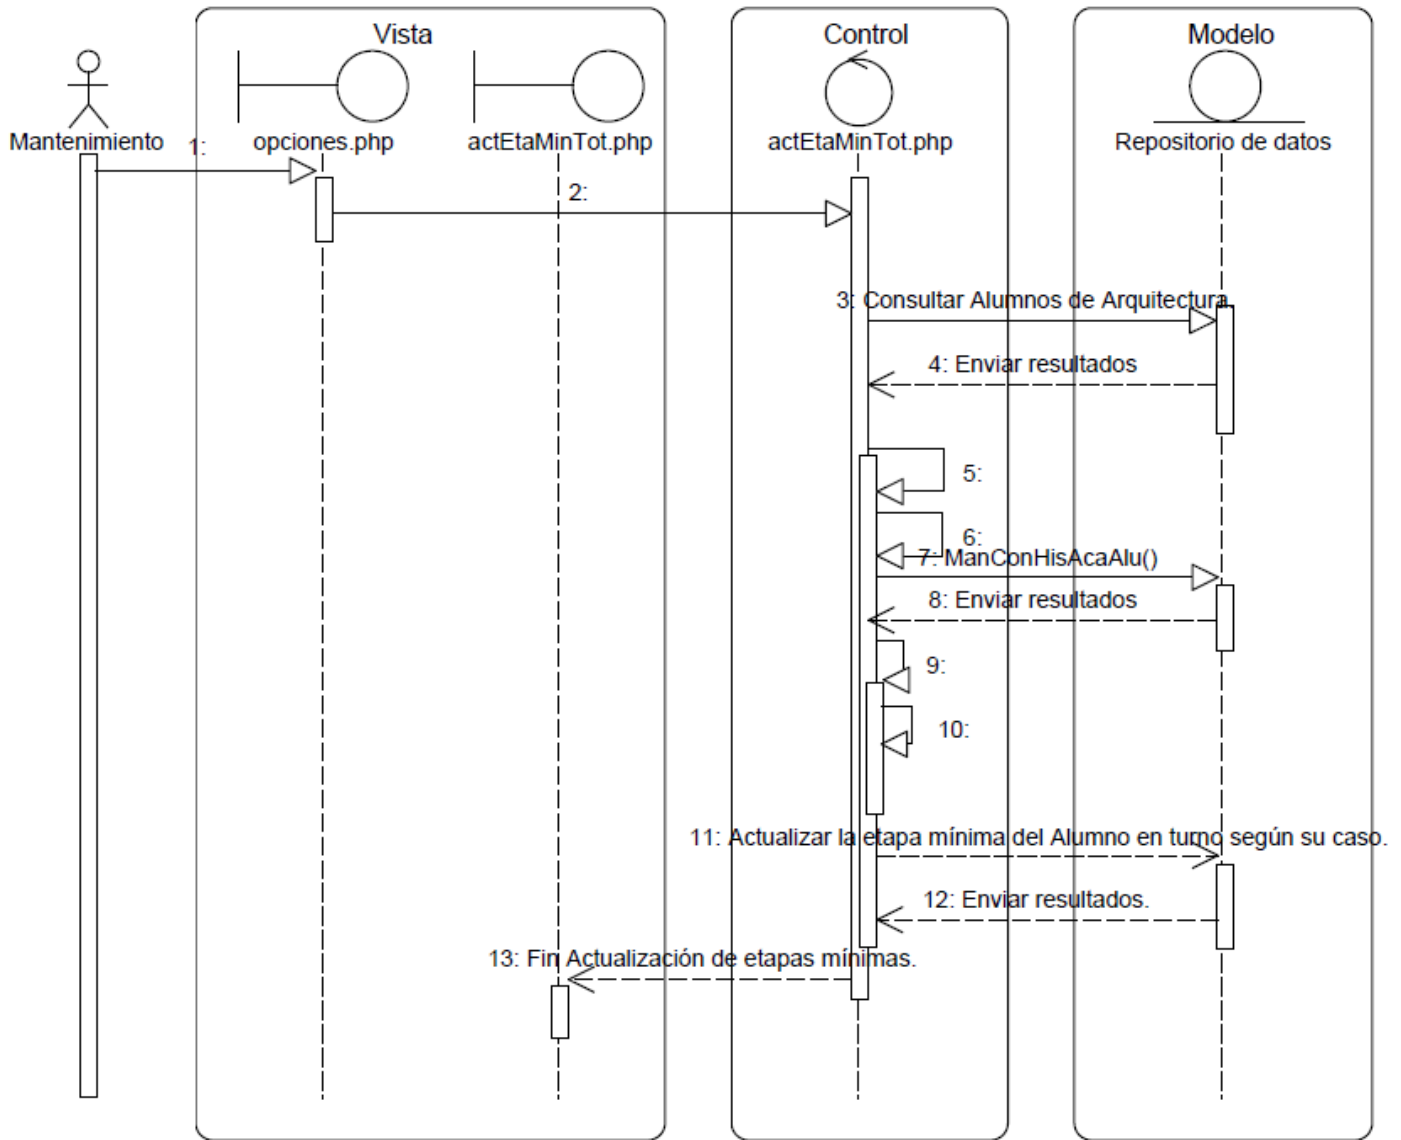 Vista
Control
Modelo
Mantenimiento
opciones.php
actEtaMinTot.php
actEtaMinTot.php
Repositorio de datos
1:
2:
3: Consultar Alumnos de Arquitectura.
4: Enviar resultados
5:
6:
7: ManConHisAcaAlu()
8: Enviar resultados
9:
10:
11: Actualizar la etapa mínima del Alumno en turno según su caso.
12: Enviar resultados.
13: Fin Actualización de etapas mínimas.